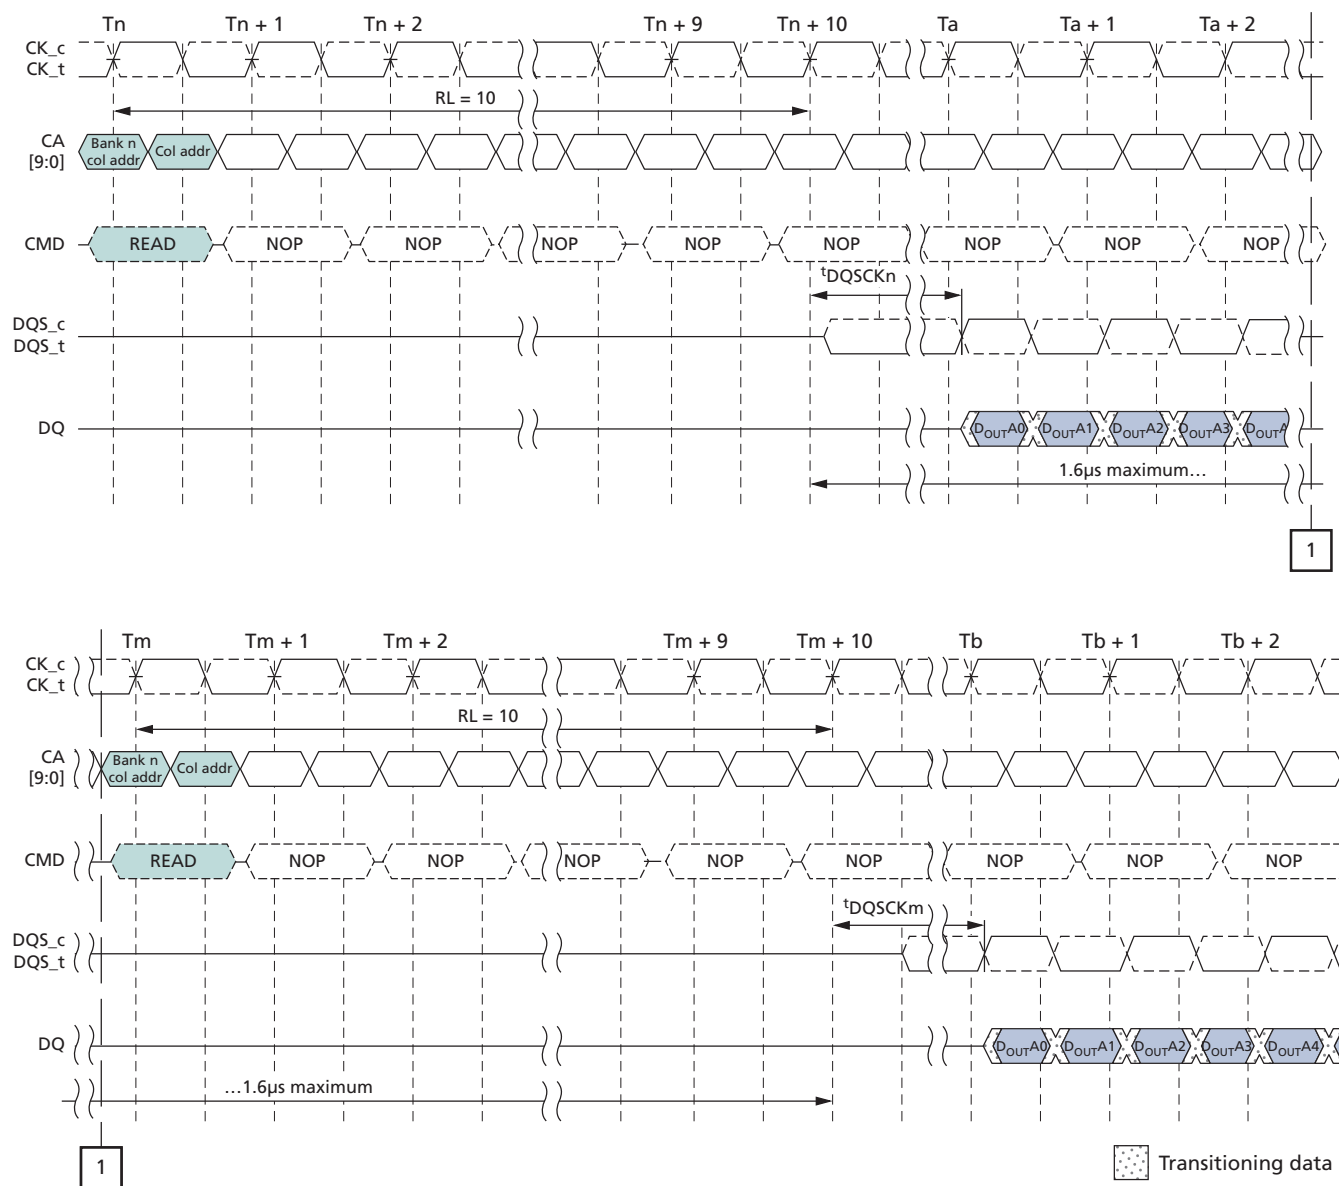 Tn Tn + 1 Tn + 2 Tn + 9 Tn + 10 Ta Ta + 1 Ta + 2
CK_c
CK_t
RL = 10
CA
[9:0]
Bank n
col addr
Col addr
CMD READ NOP NOP NOP NOP NOP NOP NOP NOP
tDQSCKn
DQS_c
DQS_t
DQ DOUTA0 DOUTA1 DOUTA2 DOUTA3 DOUTA
1.6µs maximum…
1
Tm Tm + 1 Tm + 2 Tm + 9 Tm + 10 Tb Tb + 1 Tb + 2
CK_c
CK_t
RL = 10
CA
[9:0]
Bank n
col addr
Col addr
CMD READ NOP NOP NOP NOP NOP NOP NOP NOP
tDQSCKm
DQS_c
DQS_t
DQ DOUTA0 DOUTA1 DOUTA2 DOUTA3 DOUTA4
…1.6µs maximum
1
Transitioning data